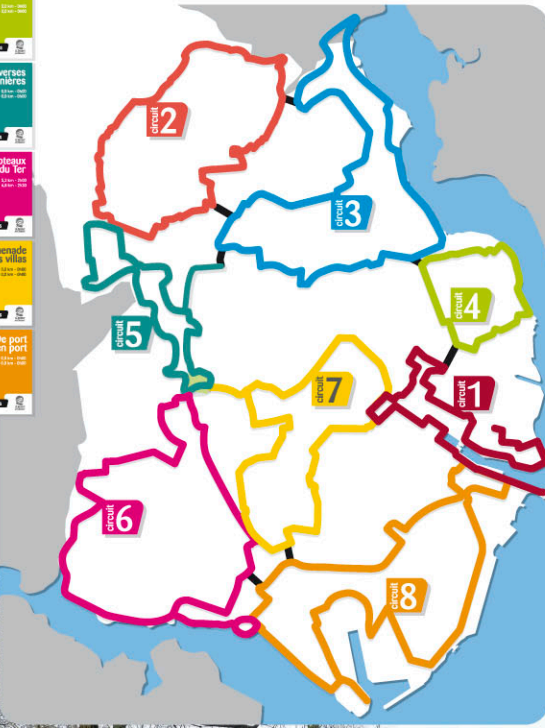 verses
nières
oteaux
du Ter
enade
s villas
e port
en port
circuit 2
circuit 3
circuit 4
circuit 5
circuit 1
circuit 7
circuit 6
circuit 8